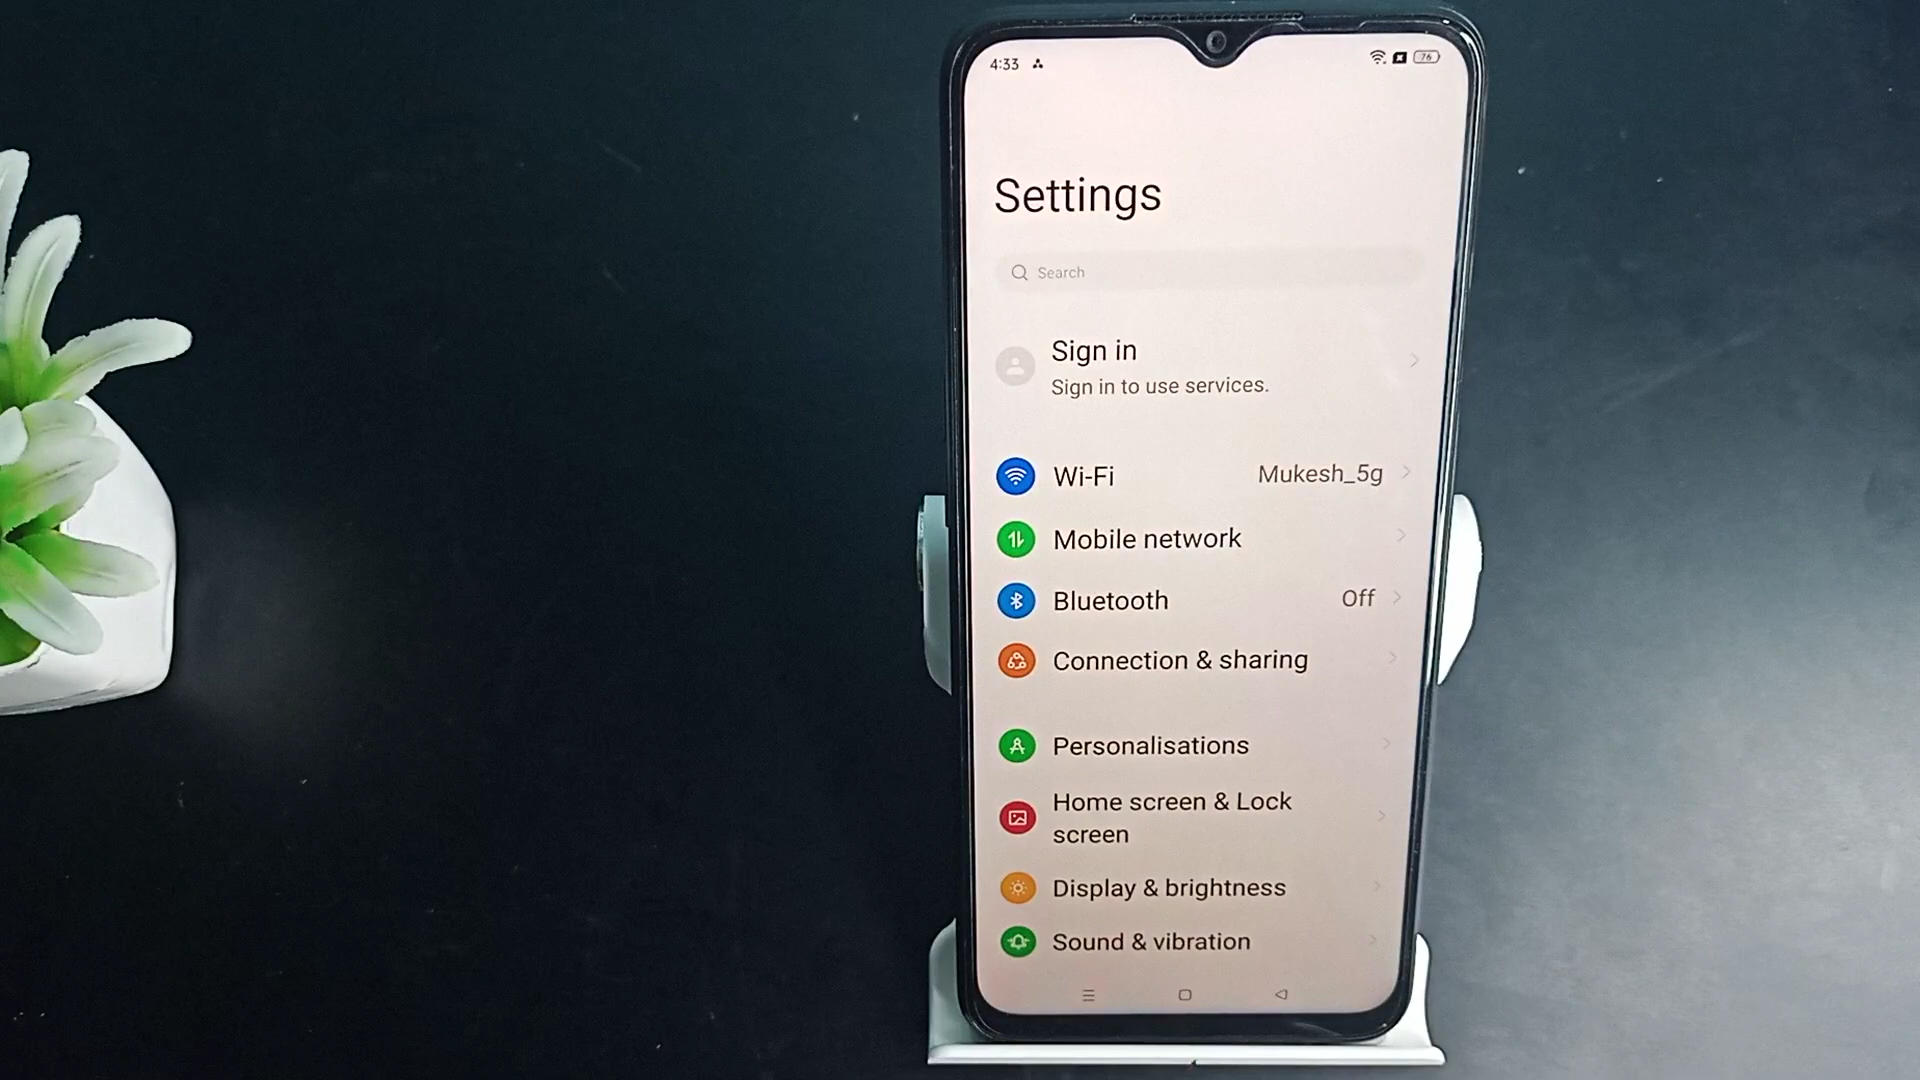 4:33
76
Settings
Search
Sign in
Sign in to use services.
Wi-Fi Mukesh_5g
Mobile network
Bluetooth Off
Connection & sharing
Personalisations
Home screen & Lock
screen
Display & brightness
Sound & vibration